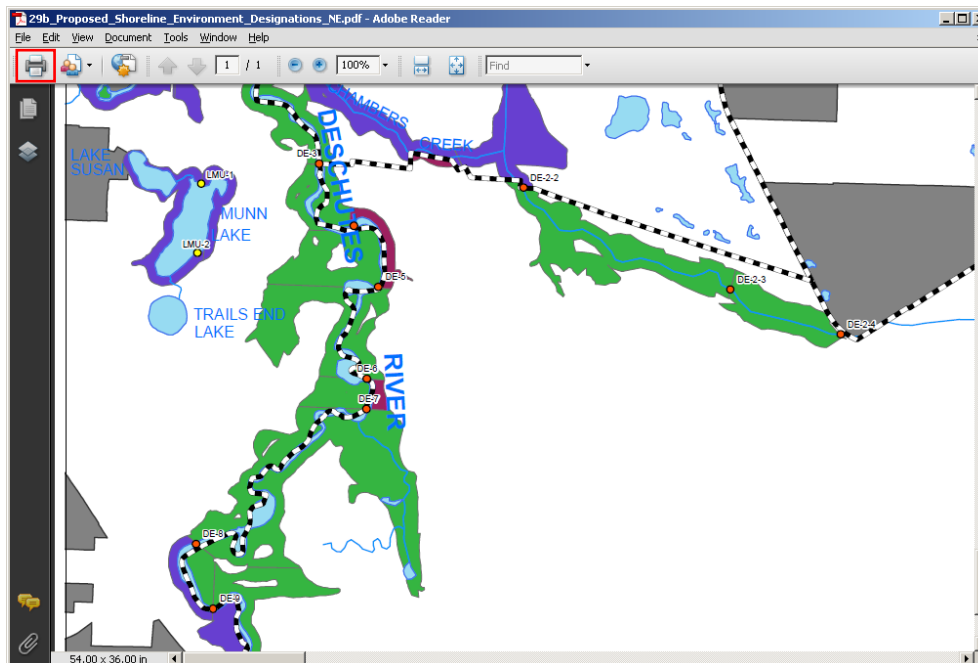 29b_Proposed_Shoreline_Environment_Designations_NE.pdf - Adobe Reader
File Edit View Document Tools Window Help
1 / 1 100% Find
CHAMBERS
CREEK
DESCHUTES
LAKE
SUSAN
DE-3
LMU-1
DE-2-2
MUNN
LAKE
LMU-2
DE-5
DE-2-3
TRAILS END
LAKE
DE-2-4
RIVER
DE-6
DE-7
DE-8
DE-9
54.00 x 36.00 in